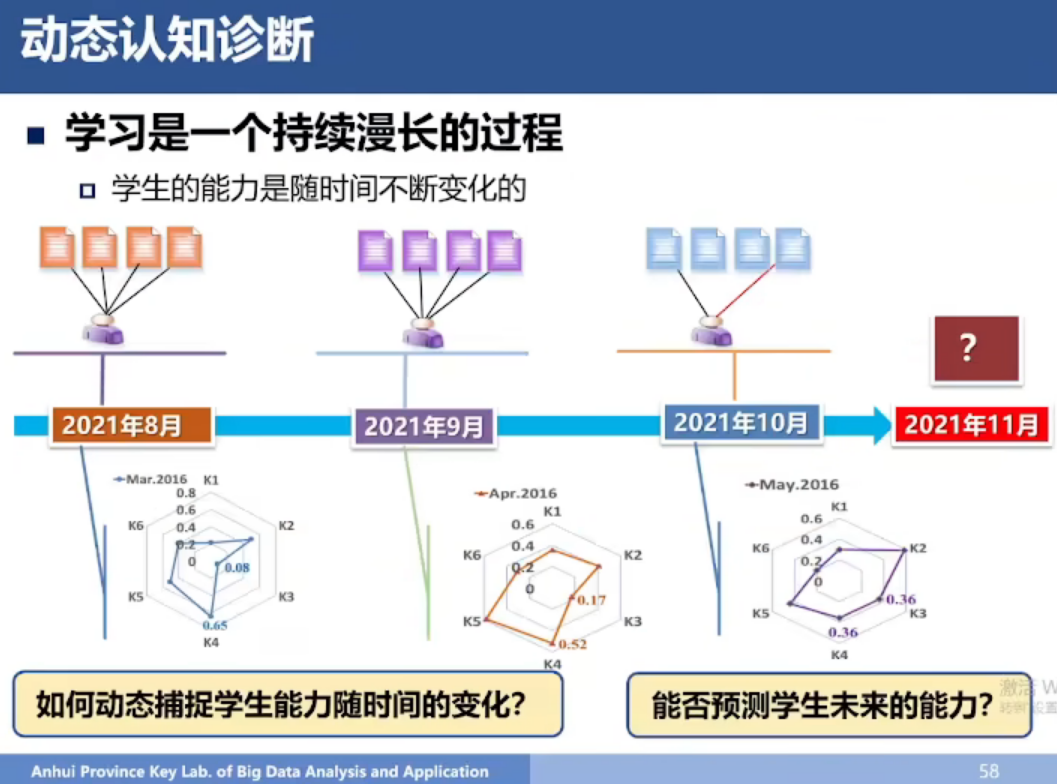 动态认知诊断
学习是一个持续漫长的过程
学生的能力是随时间不断变化的
?
2021年8月
2021年9月
2021年10月
2021年11月
Mar.2016
K1
0.8
0.6
0.4
0.2
0
K2
K3
K4
K5
K6
0.08
0.65
Apr.2016
K1
0.6
0.4
0.2
0
K2
K3
K4
K5
K6
0.17
0.52
May.2016
K1
0.6
0.4
0.2
0
K2
K3
K4
K5
K6
0.36
0.36
如何动态捕捉学生能力随时间的变化?
能否预测学生未来的能力?
激活 W
Anhui Province Key Lab. of Big Data Analysis and Application
58